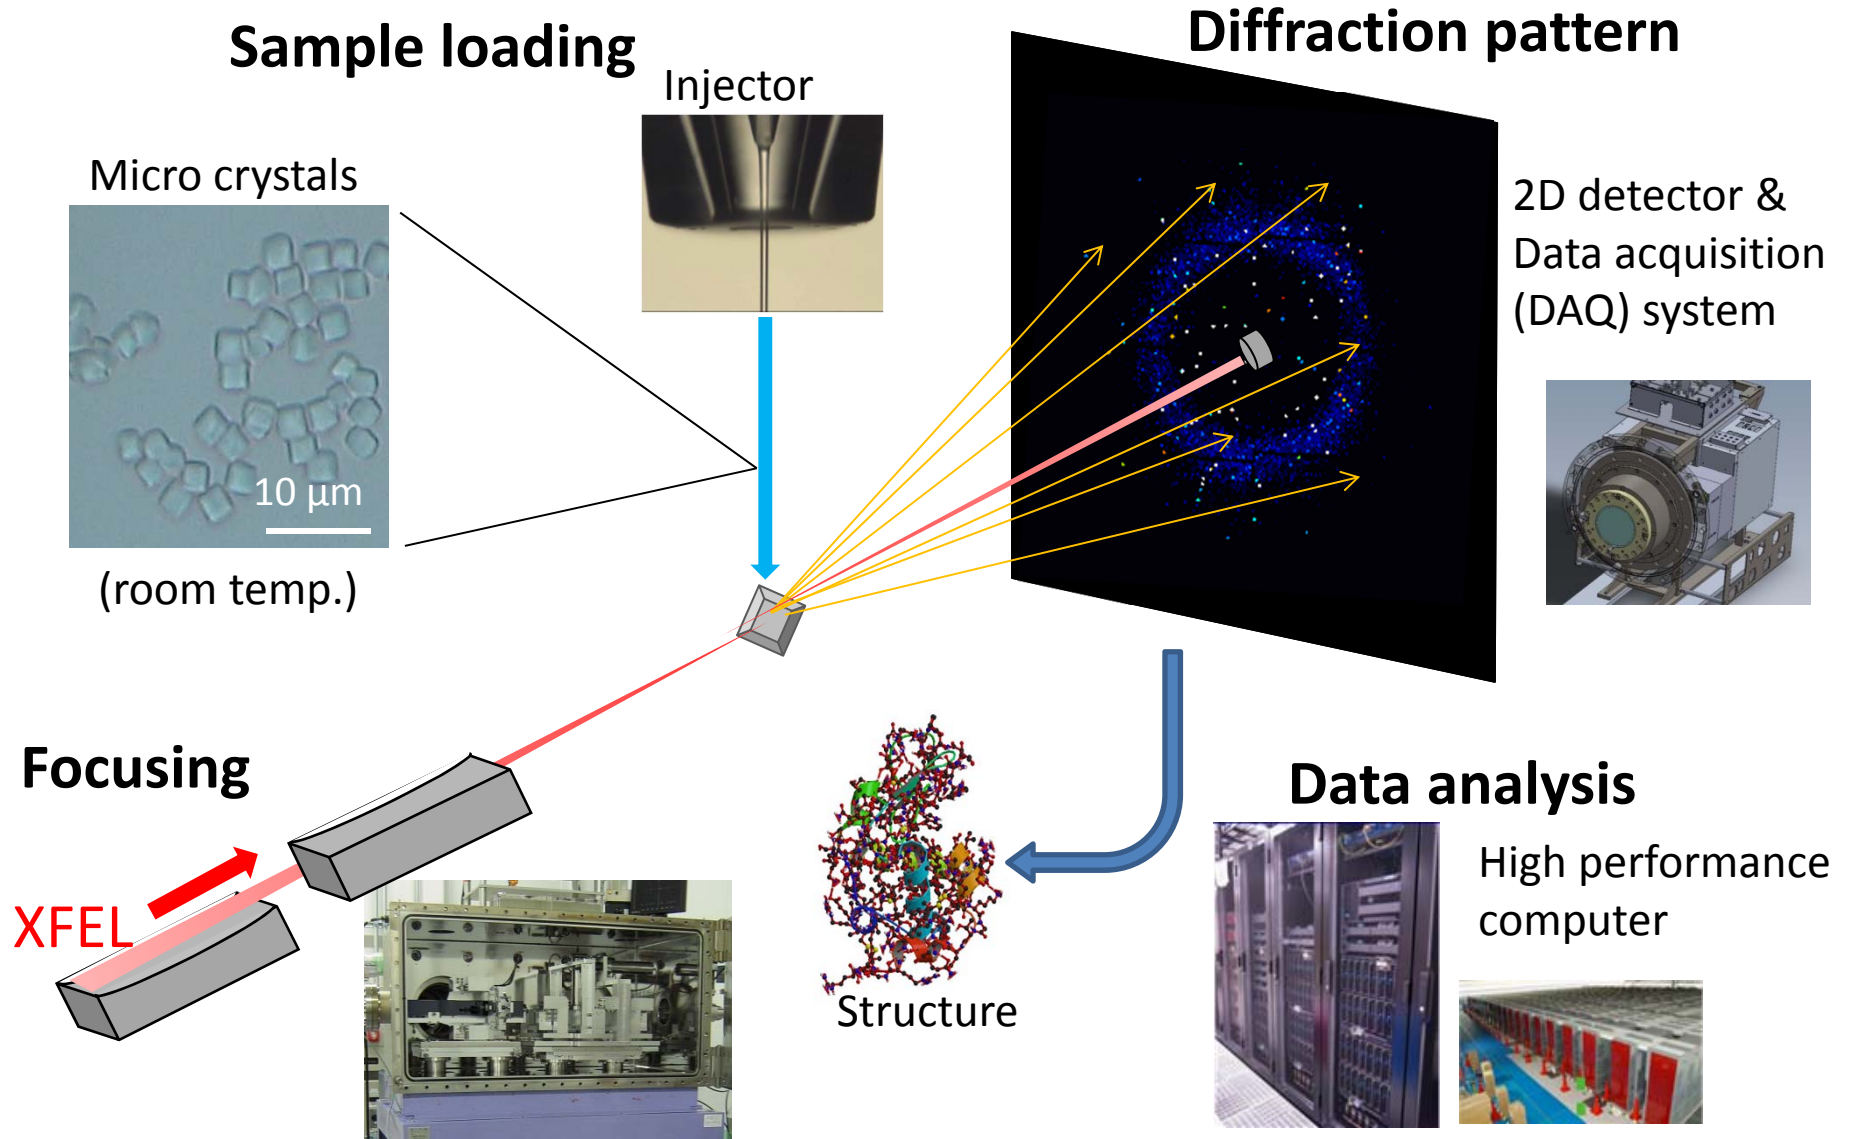 Sample loading
Injector
Micro crystals
10 µm
(room temp.)
Diffraction pattern
2D detector &
Data acquisition
(DAQ) system
Focusing
XFEL
Structure
Data analysis
High performance
computer